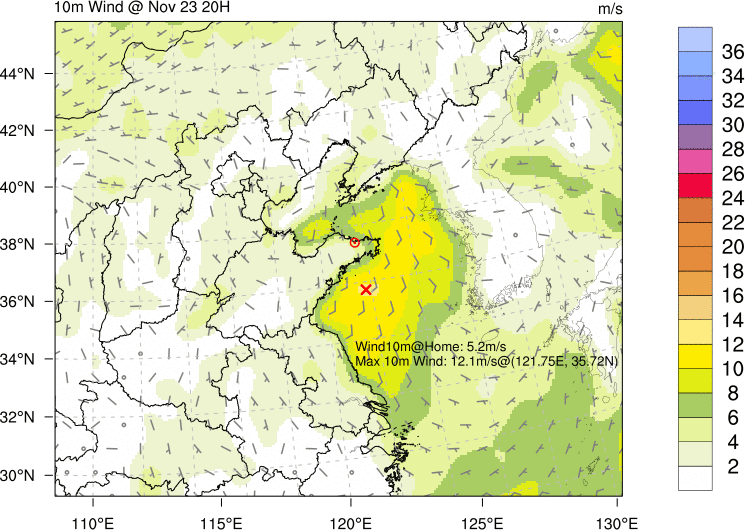 10m Wind @ Nov 23 20H
m/s
44°N
42°N
40°N
38°N
36°N
34°N
32°N
30°N
110°E
115°E
120°E
125°E
130°E
Wind10m@Home: 5.2m/s
Max 10m Wind: 12.1m/s@(121.75E, 35.72N)
36
34
32
30
28
26
24
22
20
18
16
14
12
10
8
6
4
2